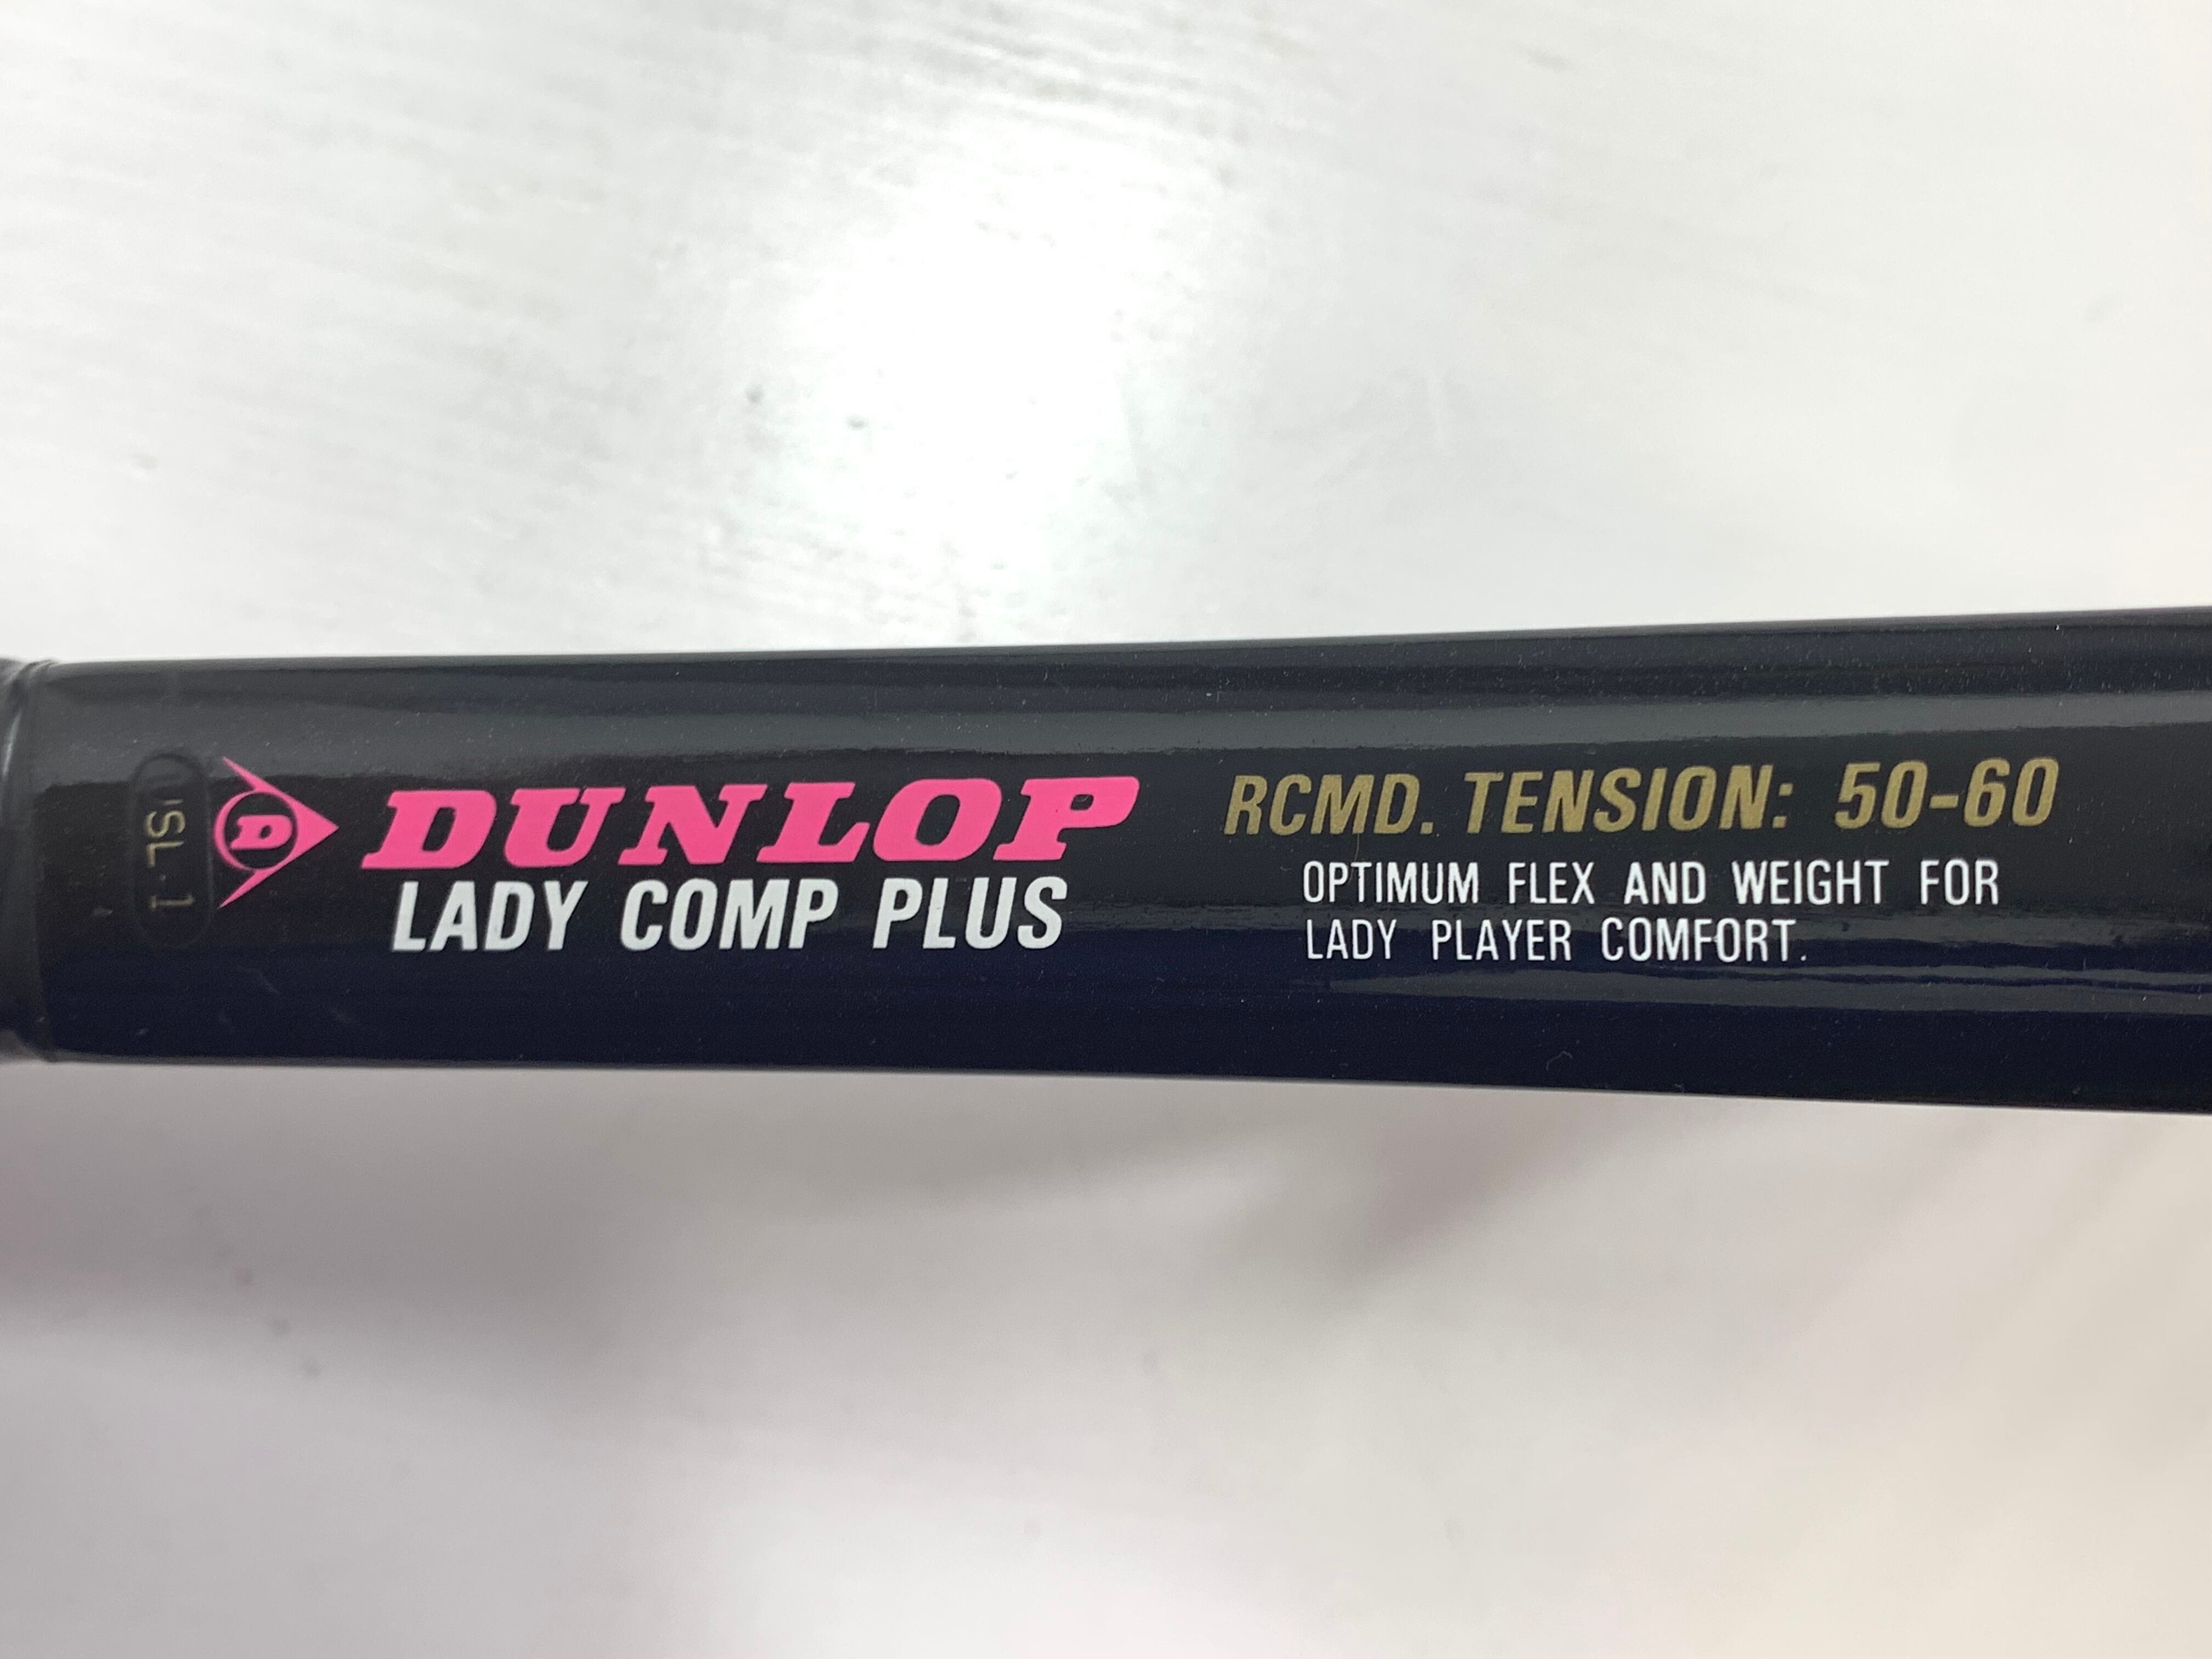 SL.1
D
DUNLOP
LADY COMP PLUS
RCMD. TENSION: 50-60
OPTIMUM FLEX AND WEIGHT FOR
LADY PLAYER COMFORT.